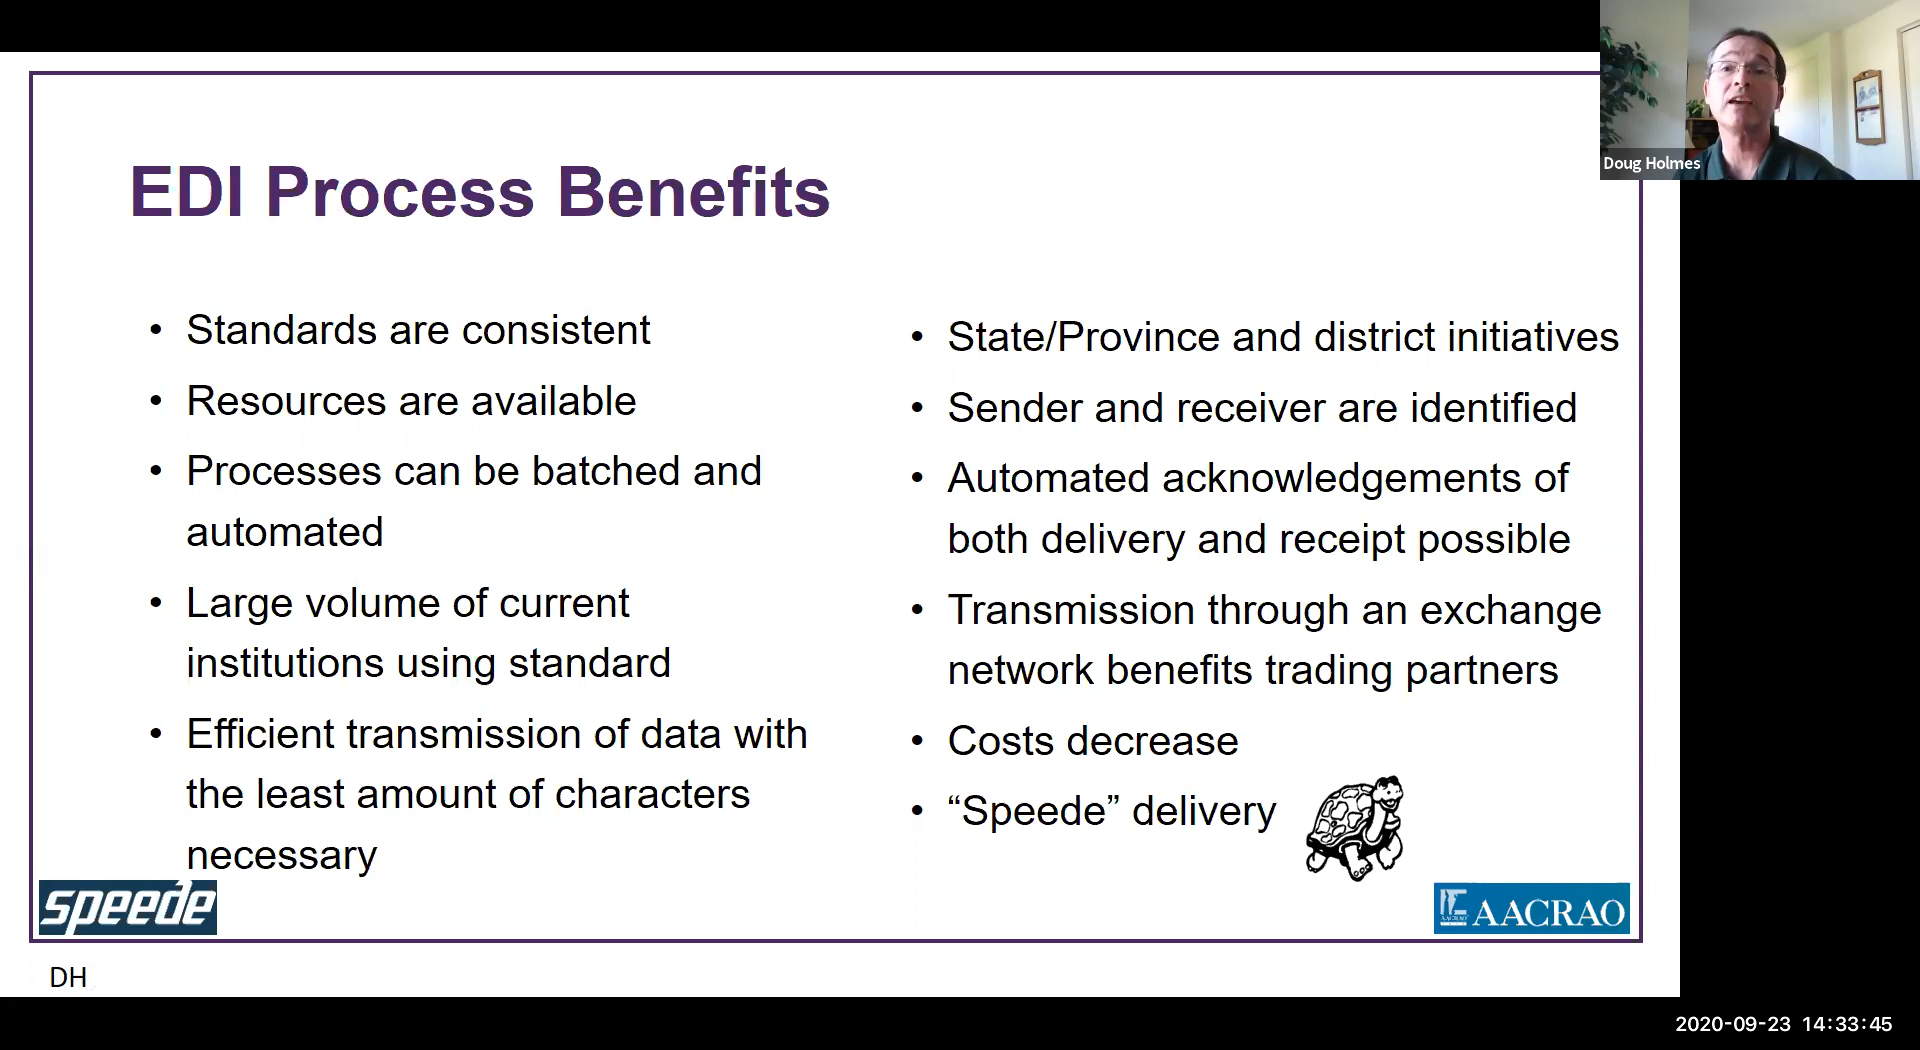 Doug Holmes
EDI Process Benefits
• Standards are consistent
• Resources are available
• Processes can be batched and
automated
• Large volume of current
institutions using standard
• Efficient transmission of data with
the least amount of characters
necessary
• State/Province and district initiatives
• Sender and receiver are identified
• Automated acknowledgements of
both delivery and receipt possible
• Transmission through an exchange
network benefits trading partners
• Costs decrease
• “Speede” delivery
speede
AACRAO
AACRAO
DH
2020-09-23 14:33:45